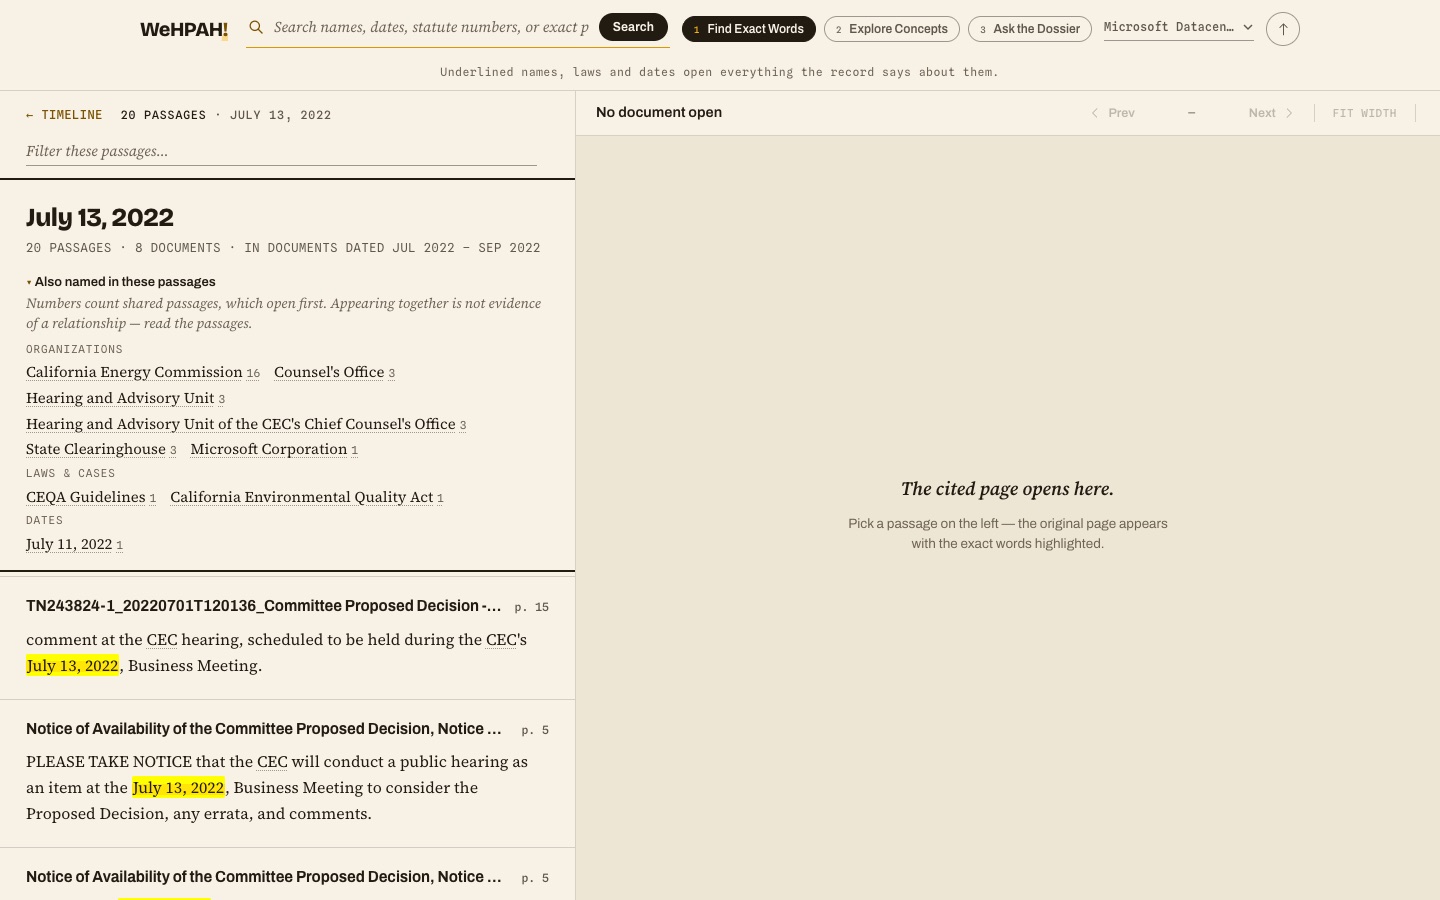 WeHPAH!
Search names, dates, statute numbers, or exact p
Search
1 Find Exact Words
2 Explore Concepts
3 Ask the Dossier
Microsoft Datacen…
↑
Underlined names, laws and dates open everything the record says about them.
← TIMELINE 20 PASSAGES · JULY 13, 2022
Filter these passages…
July 13, 2022
20 PASSAGES · 8 DOCUMENTS · IN DOCUMENTS DATED JUL 2022 – SEP 2022
▾ Also named in these passages
Numbers count shared passages, which open first. Appearing together is not evidence
of a relationship — read the passages.
ORGANIZATIONS
California Energy Commission 16 Counsel's Office 3
Hearing and Advisory Unit 3
Hearing and Advisory Unit of the CEC's Chief Counsel's Office 3
State Clearinghouse 3 Microsoft Corporation 1
LAWS & CASES
CEQA Guidelines 1 California Environmental Quality Act 1
DATES
July 11, 2022 1
TN243824-1_20220701T120136_Committee Proposed Decision -… p. 15
comment at the CEC hearing, scheduled to be held during the CEC's
July 13, 2022, Business Meeting.
Notice of Availability of the Committee Proposed Decision, Notice … p. 5
PLEASE TAKE NOTICE that the CEC will conduct a public hearing as
an item at the July 13, 2022, Business Meeting to consider the
Proposed Decision, any errata, and comments.
Notice of Availability of the Committee Proposed Decision, Notice … p. 5
No document open
Prev – Next FIT WIDTH
The cited page opens here.
Pick a passage on the left — the original page appears
with the exact words highlighted.